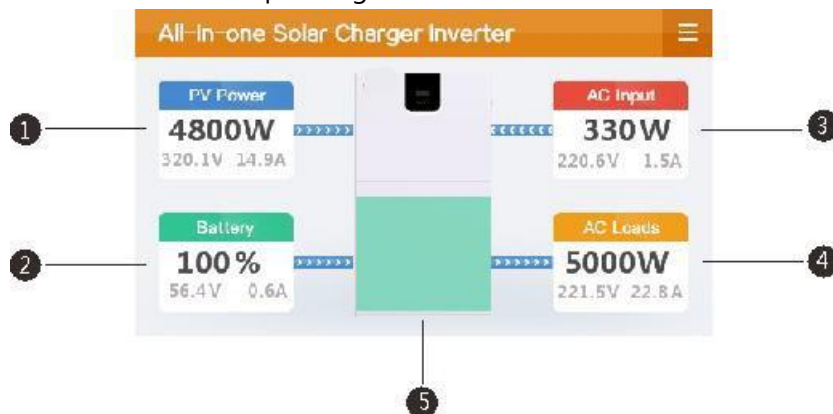 All-in-one Solar Charger Inverter
PV Power
4800W
320.1V 14.9A
AC Input
330W
220.6V 1.5A
Battery
100%
56.4V 0.6A
AC Loads
5000W
221.5V 22.8A
1
2
3
4
5